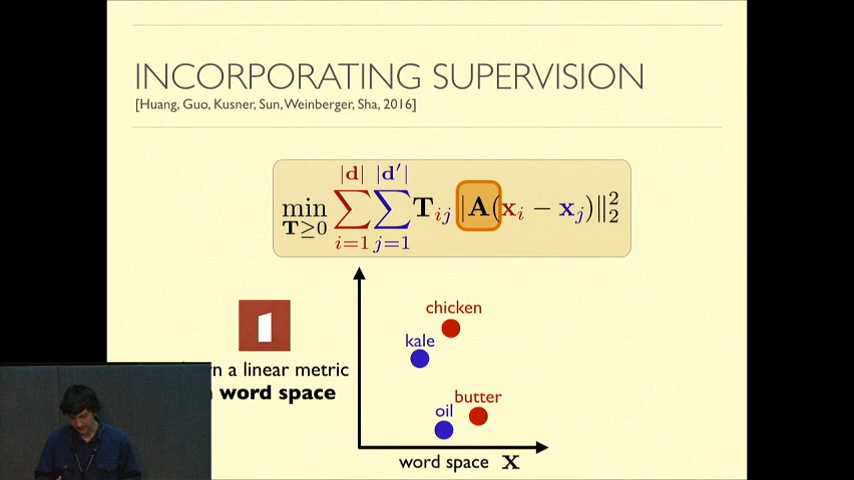 INCORPORATING SUPERVISION
[Huang, Guo, Kusner, Sun, Weinberger, Sha, 2016]
|d| |d′|
min ∑ ∑ T_ij |A(x_i − x_j)‖²₂
T≥0 i=1 j=1
1
a linear metric
word space
chicken
kale
butter
oil
word space x